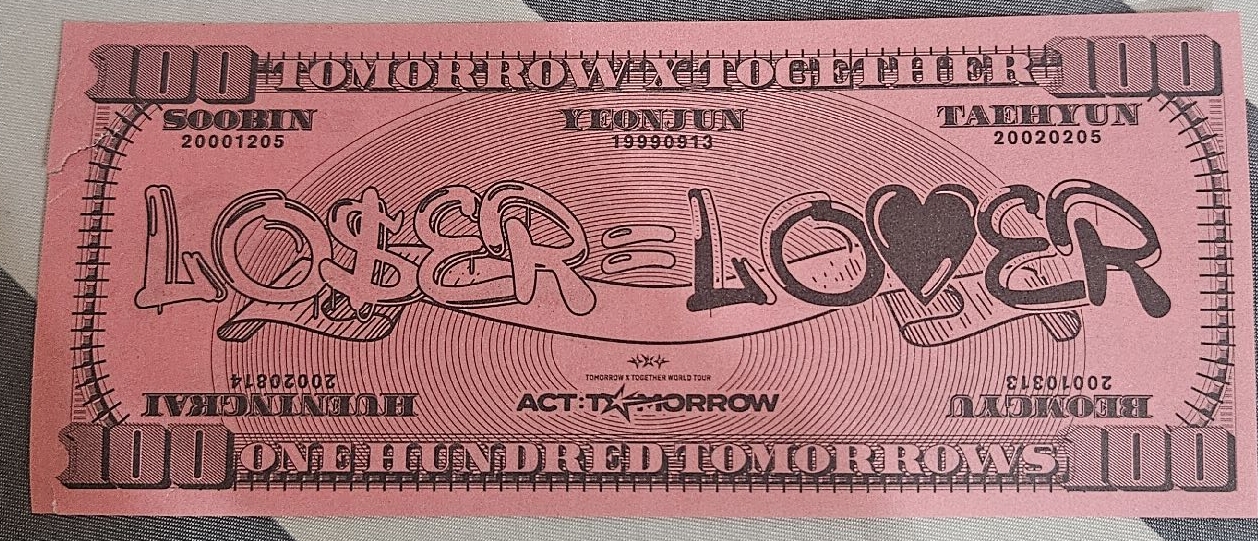 100 TOMORROW X TOGETHER 100
SOOBIN YEONJUN TAEHYUN
20001205 19990913 20020205
LO$ER=LO♥ER
TOMORROW X TOGETHER WORLD TOUR
ACT:T☆MORROW
20020814 20010313
HUENINGKAI BEOMGYU
100 ONE HUNDRED TOMORROWS 100